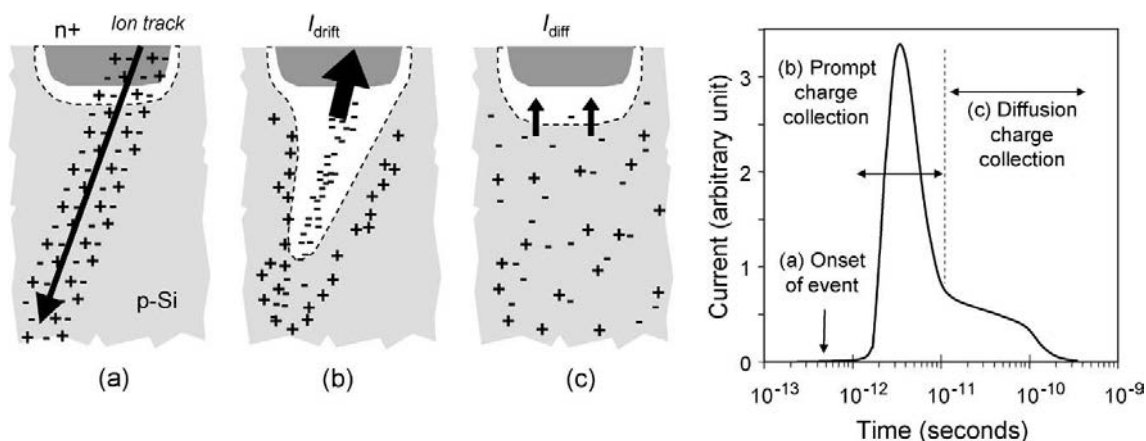 n+
Ion track
p-Si
(a)
I_drift
(b)
I_diff
(c)
Current (arbitrary unit)
3
2
1
0
(b) Prompt
charge
collection
(c) Diffusion
charge
collection
(a) Onset
of event
10⁻¹³
10⁻¹²
10⁻¹¹
10⁻¹⁰
10⁻⁹
Time (seconds)